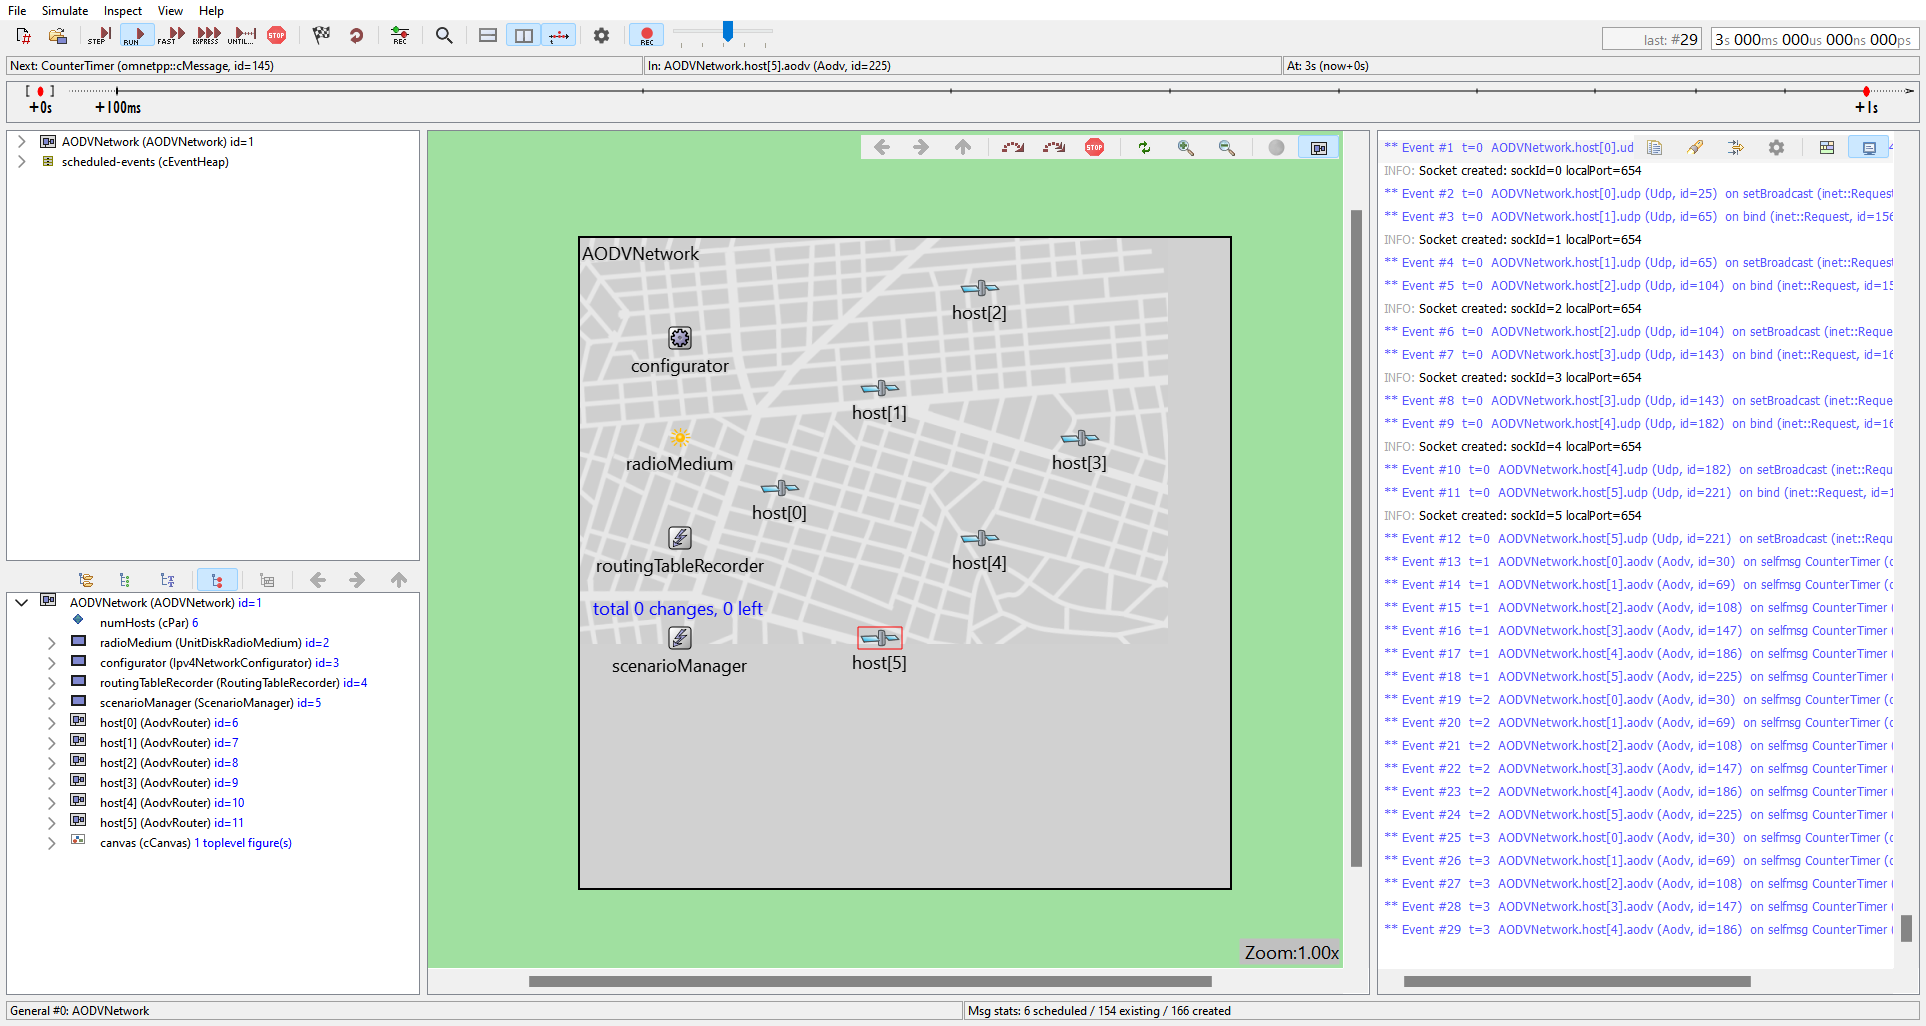 File Simulate Inspect View Help
STEP RUN FAST EXPRESS UNTIL... STOP REC REC
last: #29 3s 000ms 000us 000ns 000ps
Next: CounterTimer (omnetpp::cMessage, id=145) In: AODVNetwork.host[5].aodv (Aodv, id=225) At: 3s (now+0s)
+0s +100ms +1s
AODVNetwork (AODVNetwork) id=1
scheduled-events (cEventHeap)
AODVNetwork (AODVNetwork) id=1
numHosts (cPar) 6
radioMedium (UnitDiskRadioMedium) id=2
configurator (Ipv4NetworkConfigurator) id=3
routingTableRecorder (RoutingTableRecorder) id=4
scenarioManager (ScenarioManager) id=5
host[0] (AodvRouter) id=6
host[1] (AodvRouter) id=7
host[2] (AodvRouter) id=8
host[3] (AodvRouter) id=9
host[4] (AodvRouter) id=10
host[5] (AodvRouter) id=11
canvas (cCanvas) 1 toplevel figure(s)
STOP
AODVNetwork
host[2]
configurator
host[1]
radioMedium
host[3]
host[0]
routingTableRecorder
host[4]
total 0 changes, 0 left
scenarioManager
host[5]
Zoom:1.00x
** Event #1 t=0 AODVNetwork.host[0].ud
INFO: Socket created: sockId=0 localPort=654
** Event #2 t=0 AODVNetwork.host[0].udp (Udp, id=25) on setBroadcast (inet::Request
** Event #3 t=0 AODVNetwork.host[1].udp (Udp, id=65) on bind (inet::Request, id=156
INFO: Socket created: sockId=1 localPort=654
** Event #4 t=0 AODVNetwork.host[1].udp (Udp, id=65) on setBroadcast (inet::Request
** Event #5 t=0 AODVNetwork.host[2].udp (Udp, id=104) on bind (inet::Request, id=15
INFO: Socket created: sockId=2 localPort=654
** Event #6 t=0 AODVNetwork.host[2].udp (Udp, id=104) on setBroadcast (inet::Reque
** Event #7 t=0 AODVNetwork.host[3].udp (Udp, id=143) on bind (inet::Request, id=16
INFO: Socket created: sockId=3 localPort=654
** Event #8 t=0 AODVNetwork.host[3].udp (Udp, id=143) on setBroadcast (inet::Reque
** Event #9 t=0 AODVNetwork.host[4].udp (Udp, id=182) on bind (inet::Request, id=16
INFO: Socket created: sockId=4 localPort=654
** Event #10 t=0 AODVNetwork.host[4].udp (Udp, id=182) on setBroadcast (inet::Requ
** Event #11 t=0 AODVNetwork.host[5].udp (Udp, id=221) on bind (inet::Request, id=1
INFO: Socket created: sockId=5 localPort=654
** Event #12 t=0 AODVNetwork.host[5].udp (Udp, id=221) on setBroadcast (inet::Requ
** Event #13 t=1 AODVNetwork.host[0].aodv (Aodv, id=30) on selfmsg CounterTimer (c
** Event #14 t=1 AODVNetwork.host[1].aodv (Aodv, id=69) on selfmsg CounterTimer (c
** Event #15 t=1 AODVNetwork.host[2].aodv (Aodv, id=108) on selfmsg CounterTimer (
** Event #16 t=1 AODVNetwork.host[3].aodv (Aodv, id=147) on selfmsg CounterTimer (
** Event #17 t=1 AODVNetwork.host[4].aodv (Aodv, id=186) on selfmsg CounterTimer (
** Event #18 t=1 AODVNetwork.host[5].aodv (Aodv, id=225) on selfmsg CounterTimer (
** Event #19 t=2 AODVNetwork.host[0].aodv (Aodv, id=30) on selfmsg CounterTimer (c
** Event #20 t=2 AODVNetwork.host[1].aodv (Aodv, id=69) on selfmsg CounterTimer (c
** Event #21 t=2 AODVNetwork.host[2].aodv (Aodv, id=108) on selfmsg CounterTimer (
** Event #22 t=2 AODVNetwork.host[3].aodv (Aodv, id=147) on selfmsg CounterTimer (
** Event #23 t=2 AODVNetwork.host[4].aodv (Aodv, id=186) on selfmsg CounterTimer (
** Event #24 t=2 AODVNetwork.host[5].aodv (Aodv, id=225) on selfmsg CounterTimer (
** Event #25 t=3 AODVNetwork.host[0].aodv (Aodv, id=30) on selfmsg CounterTimer (c
** Event #26 t=3 AODVNetwork.host[1].aodv (Aodv, id=69) on selfmsg CounterTimer (c
** Event #27 t=3 AODVNetwork.host[2].aodv (Aodv, id=108) on selfmsg CounterTimer (
** Event #28 t=3 AODVNetwork.host[3].aodv (Aodv, id=147) on selfmsg CounterTimer (
** Event #29 t=3 AODVNetwork.host[4].aodv (Aodv, id=186) on selfmsg CounterTimer (
General #0: AODVNetwork Msg stats: 6 scheduled / 154 existing / 166 created